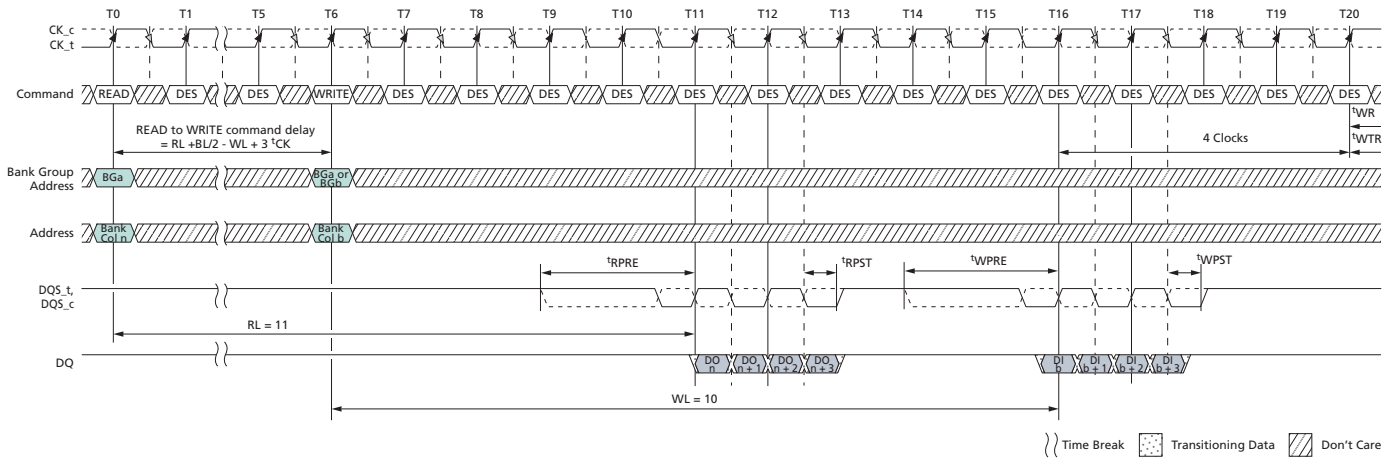 T0 T1 T5 T6 T7 T8 T9 T10 T11 T12 T13 T14 T15 T16 T17 T18 T19 T20
CK_c
CK_t
Command READ DES DES WRITE DES DES DES DES DES DES DES DES DES DES DES DES DES DES
tWR
READ to WRITE command delay
= RL +BL/2 - WL + 3 tCK
4 Clocks
tWTR
Bank Group
Address
BGa
BGa or
BGb
Address
Bank
Col n
Bank
Col b
tRPRE tRPST tWPRE tWPST
DQS_t,
DQS_c
RL = 11
DQ
DO
n
DO
n + 1
DO
n + 2
DO
n + 3
DI
b
DI
b + 1
DI
b + 2
DI
b + 3
WL = 10
Time Break Transitioning Data Don't Care